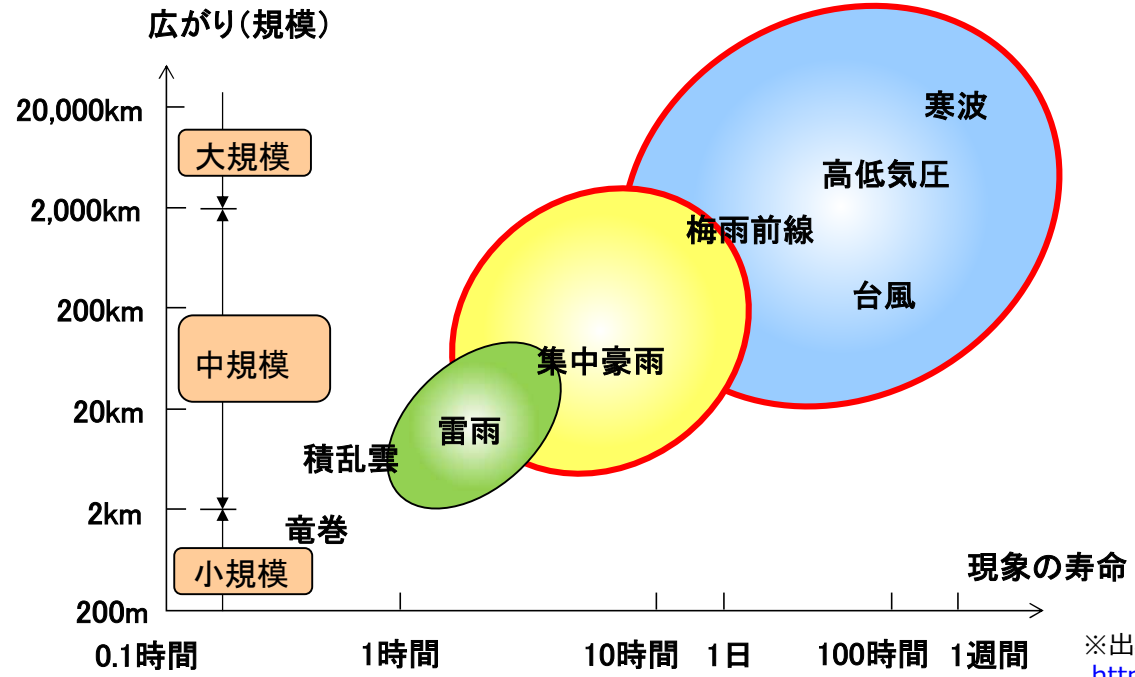 広がり(規模)
20,000km
大規模
寒波
高低気圧
2,000km
梅雨前線
台風
200km
中規模
集中豪雨
20km
雷雨
積乱雲
2km
竜巻
小規模
現象の寿命
200m
0.1時間
1時間
10時間
1日
100時間
1週間
※出
http